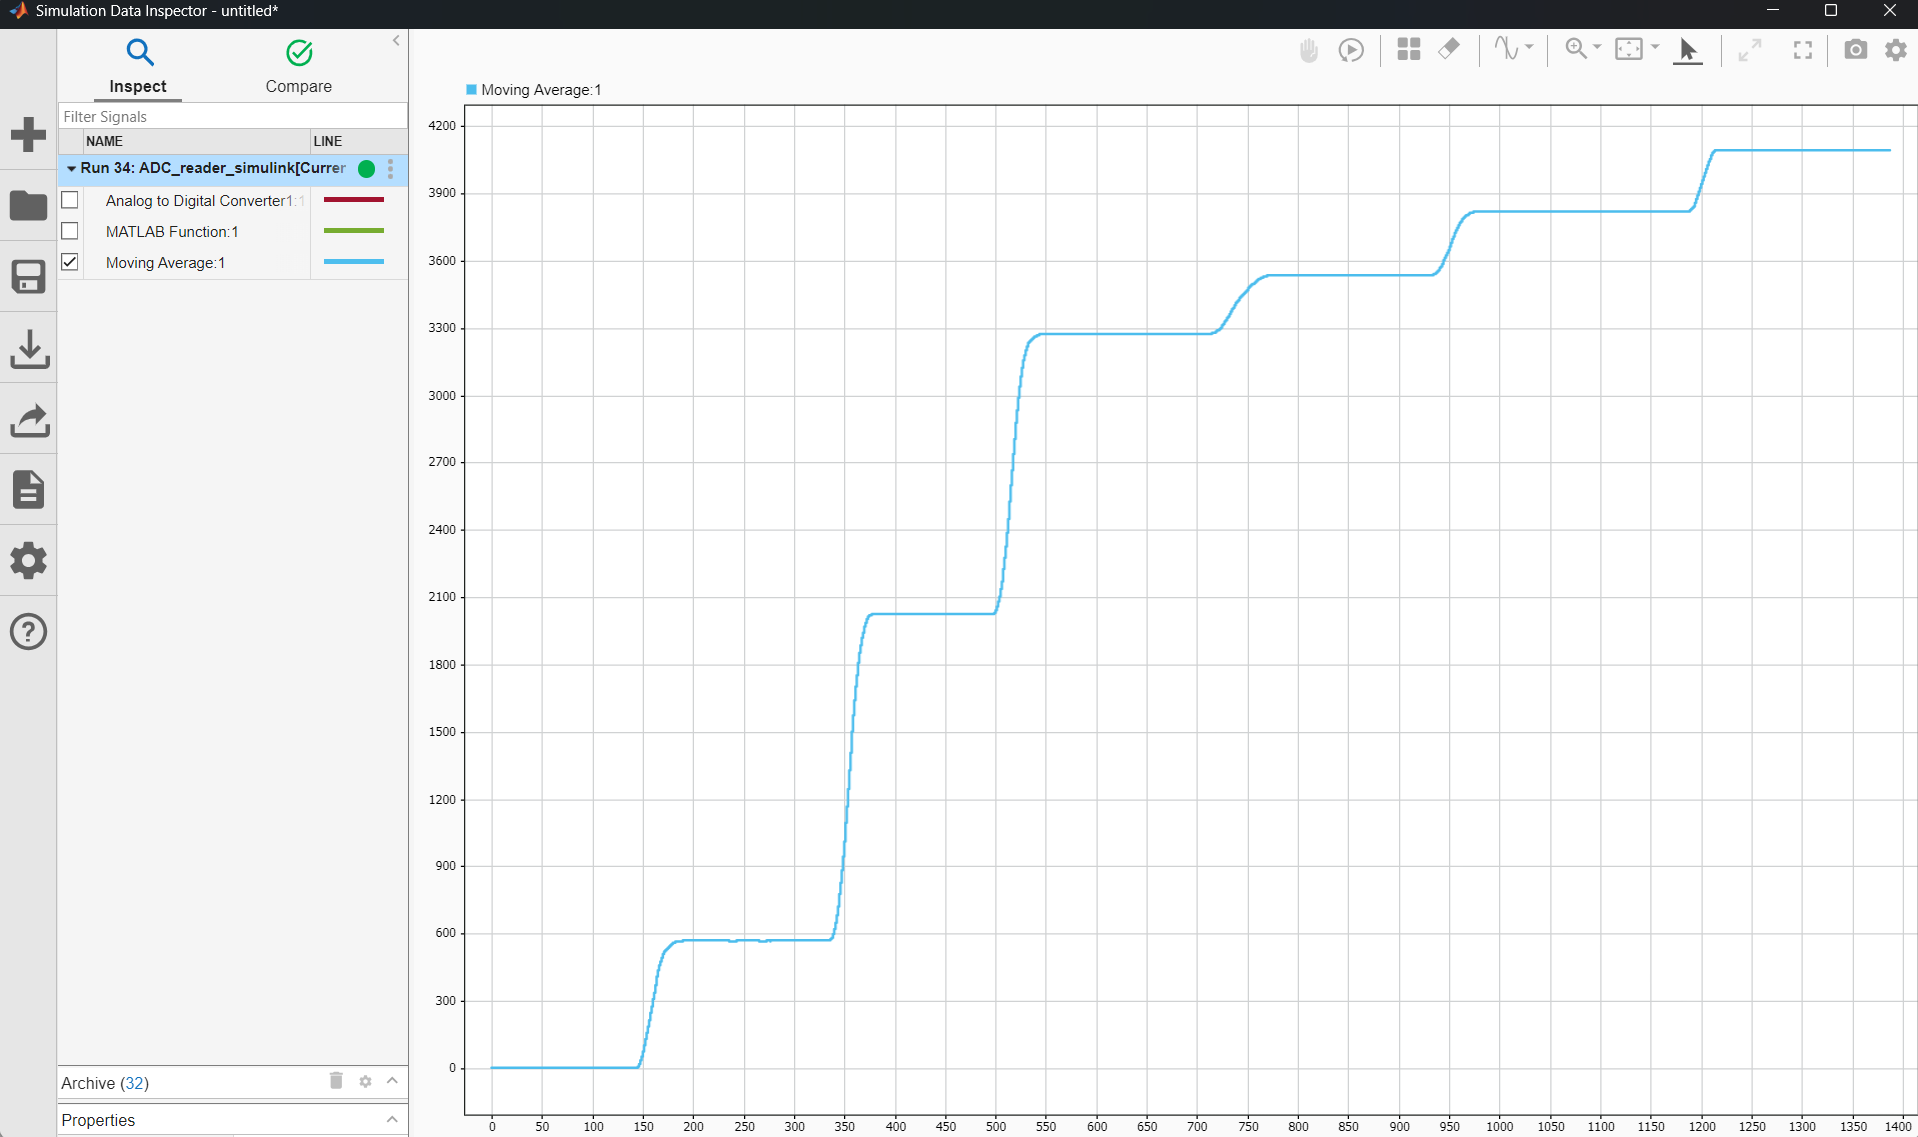 Simulation Data Inspector - untitled*
Inspect
Compare
Filter Signals
NAME LINE
Run 34: ADC_reader_simulink[Currer
Analog to Digital Converter1:1
MATLAB Function:1
Moving Average:1
Archive (32)
Properties
Moving Average:1
4200
3900
3600
3300
3000
2700
2400
2100
1800
1500
1200
900
600
300
0
0 50 100 150 200 250 300 350 400 450 500 550 600 650 700 750 800 850 900 950 1000 1050 1100 1150 1200 1250 1300 1350 1400